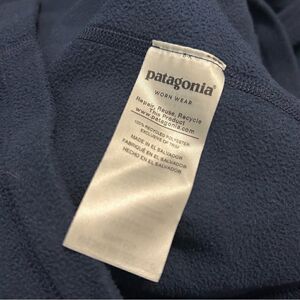 patagonia®
WORN WEAR
Repair, Reuse, Recycle
This Product
www.patagonia.com
100% RECYCLED POLYESTER
EXCLUSIVE OF TRIM
MADE IN EL SALVADOR
FABRIQUÉ EN EL SALVADOR
HECHO EN EL SALVADOR